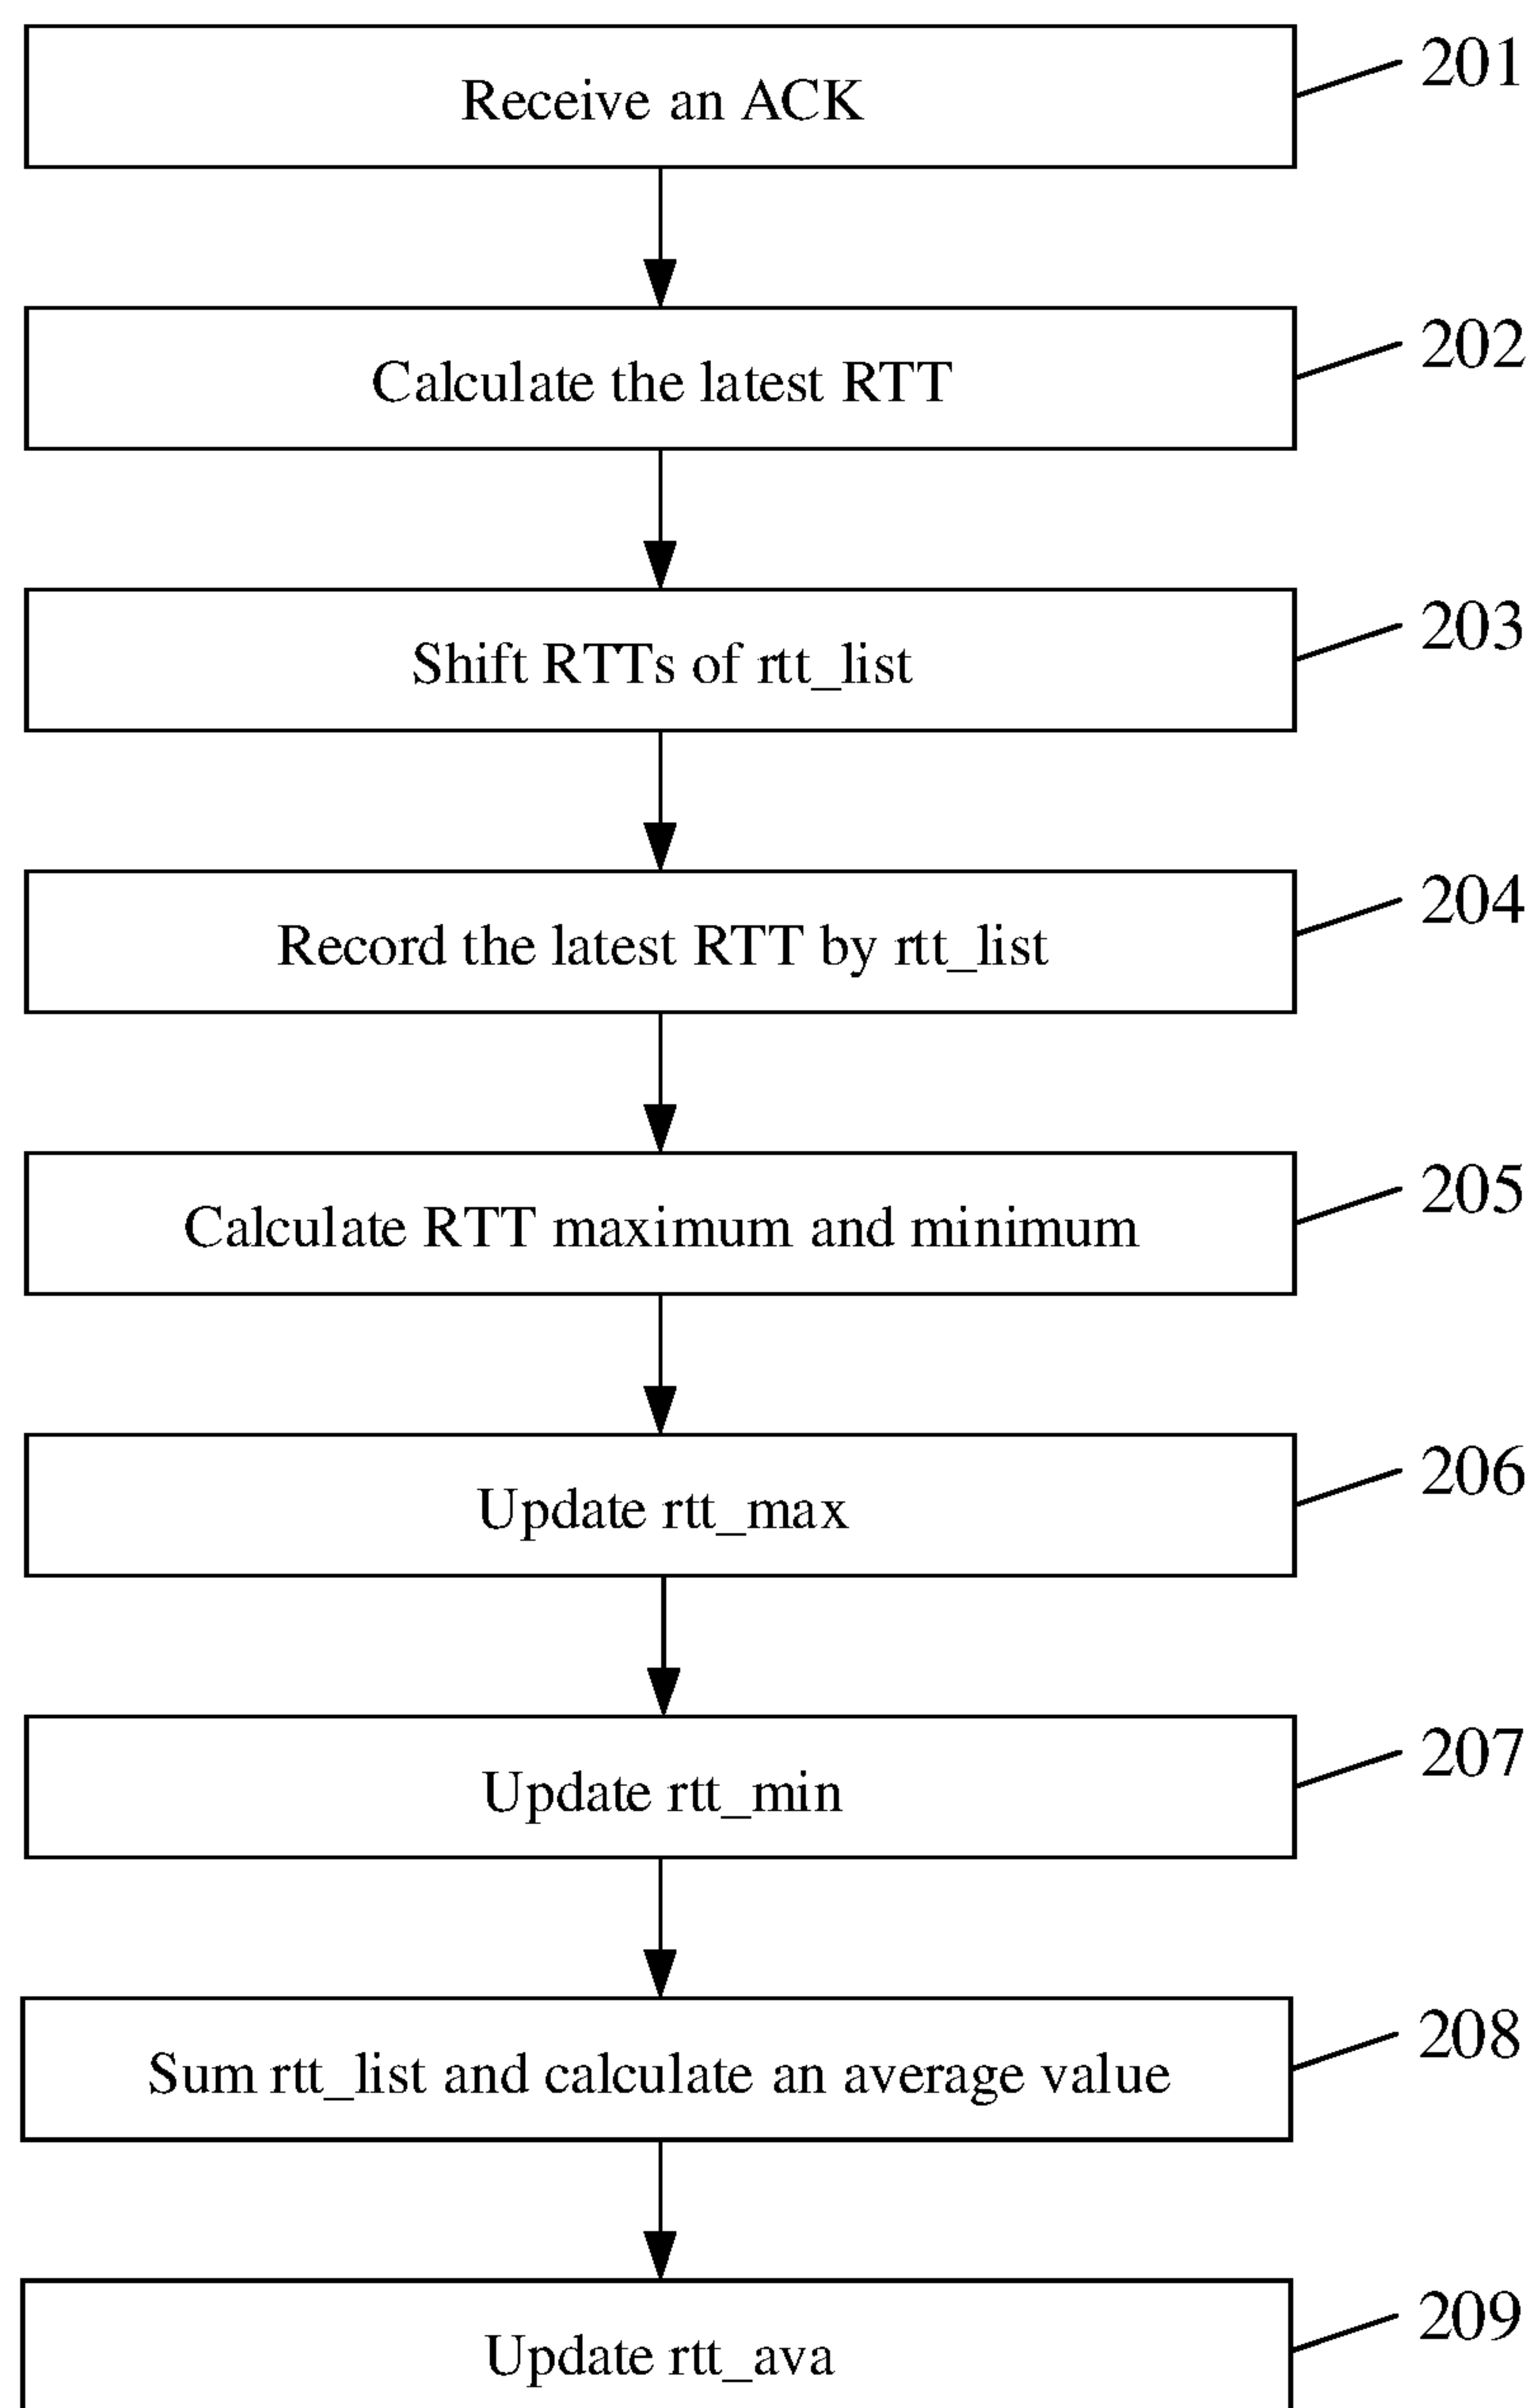 Receive an ACK
201
Calculate the latest RTT
202
Shift RTTs of rtt_list
203
Record the latest RTT by rtt_list
204
Calculate RTT maximum and minimum
205
Update rtt_max
206
Update rtt_min
207
Sum rtt_list and calculate an average value
208
Update rtt_ava
209